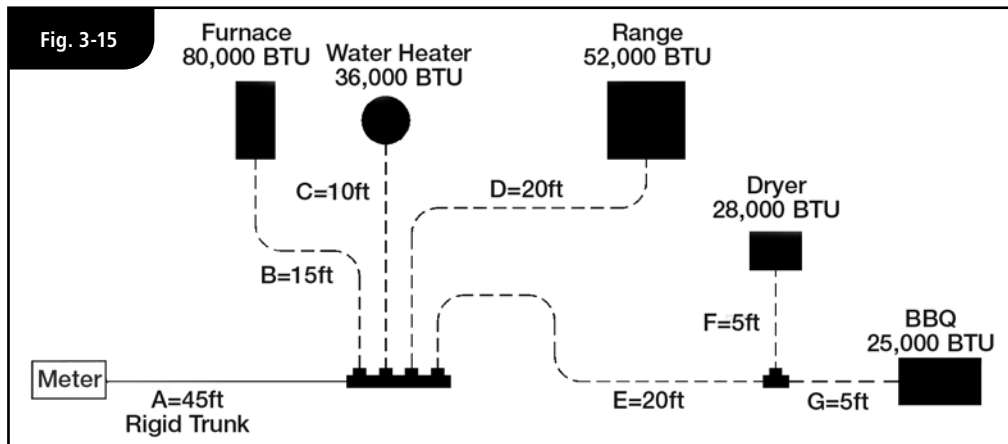 Fig. 3-15
Furnace
80,000 BTU
Water Heater
36,000 BTU
Range
52,000 BTU
C=10ft
D=20ft
Dryer
28,000 BTU
B=15ft
F=5ft
BBQ
25,000 BTU
Meter
A=45ft
Rigid Trunk
E=20ft
G=5ft